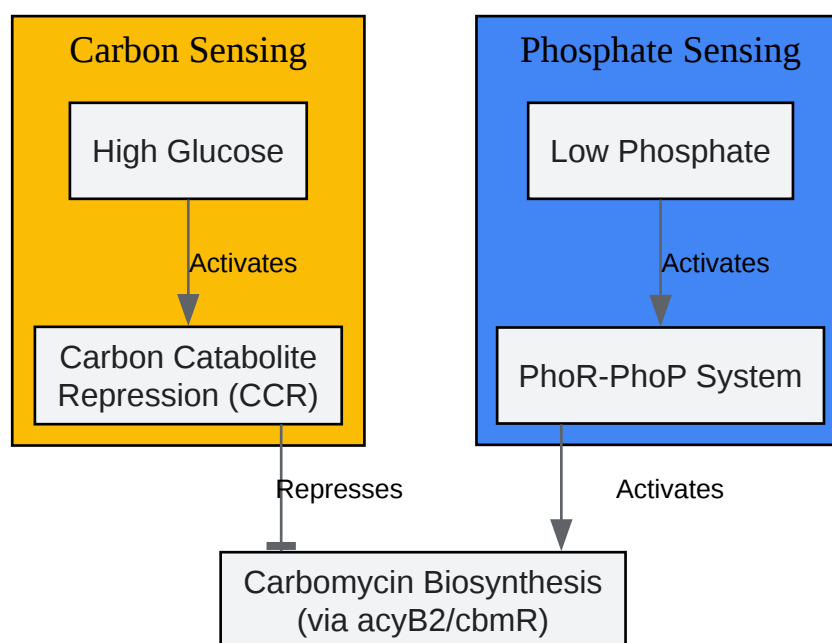 Carbon Sensing
High Glucose
Activates
Carbon Catabolite
Repression (CCR)
Represses
Phosphate Sensing
Low Phosphate
Activates
PhoR-PhoP System
Activates
Carbomycin Biosynthesis
(via acyB2/cbmR)